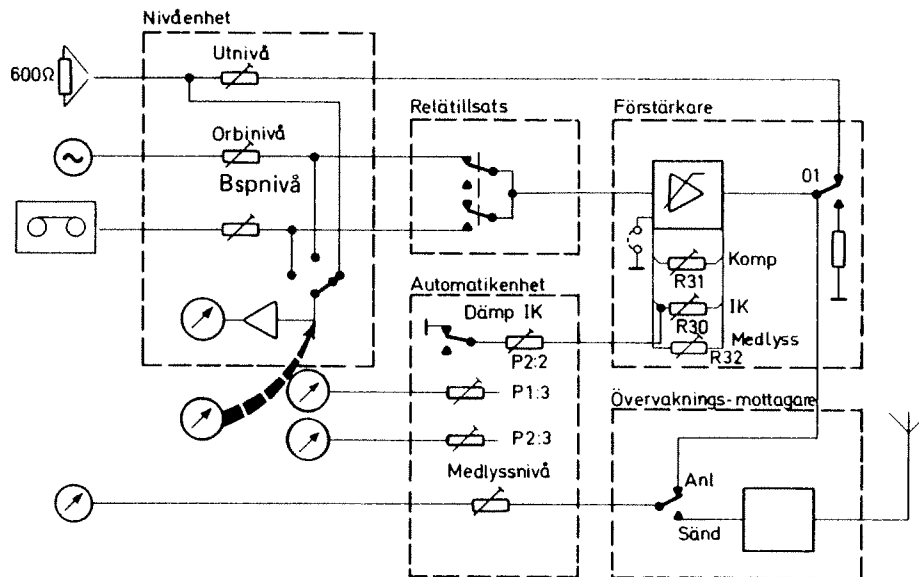 Nivåenhet
Utnivå
600Ω
Relätillsats
Förstärkare
Orbinivå
Bspnivå
01
Komp
R31
Automatikenhet
Dämp IK
IK
R30
Medlyss
R32
P2:2
P1:3
Övervaknings-mottagare
P2:3
Medlyssnivå
Anl
Sänd